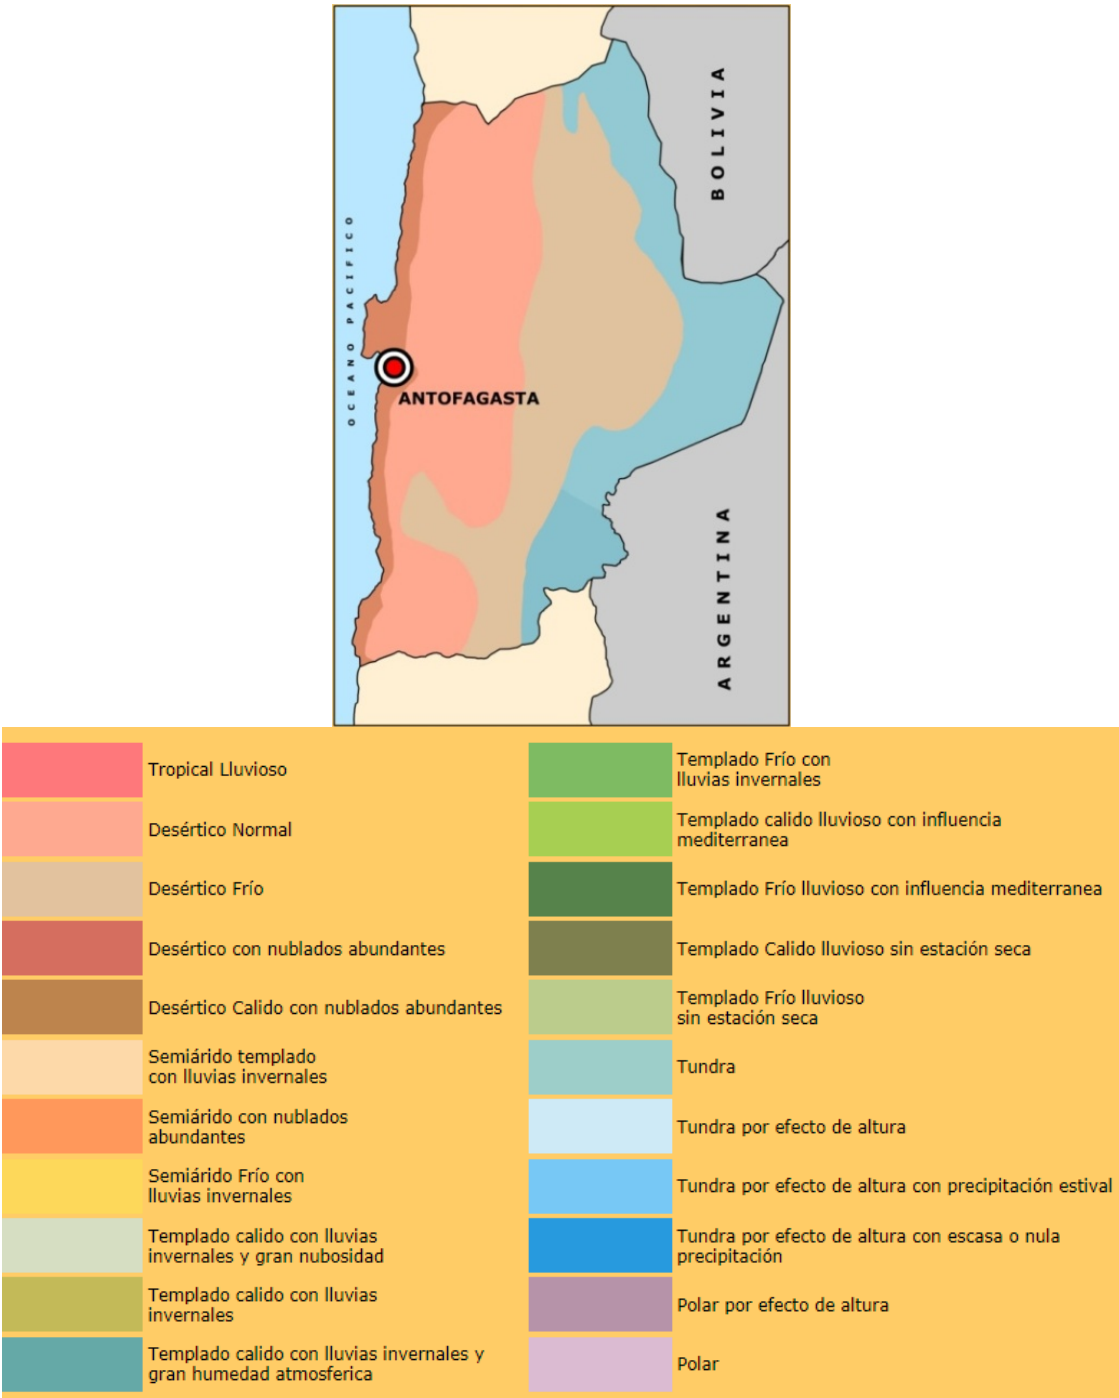 BOLIVIA
OCEANO PACIFICO
ANTOFAGASTA
ARGENTINA
Tropical Lluvioso
Desértico Normal
Desértico Frío
Desértico con nublados abundantes
Desértico Calido con nublados abundantes
Semiárido templado
con lluvias invernales
Semiárido con nublados
abundantes
Semiárido Frío con
lluvias invernales
Templado calido con lluvias
invernales y gran nubosidad
Templado calido con lluvias
invernales
Templado calido con lluvias invernales y
gran humedad atmosferica
Templado Frío con
lluvias invernales
Templado calido lluvioso con influencia
mediterranea
Templado Frío lluvioso con influencia mediterranea
Templado Calido lluvioso sin estación seca
Templado Frío lluvioso
sin estación seca
Tundra
Tundra por efecto de altura
Tundra por efecto de altura con precipitación estival
Tundra por efecto de altura con escasa o nula
precipitación
Polar por efecto de altura
Polar